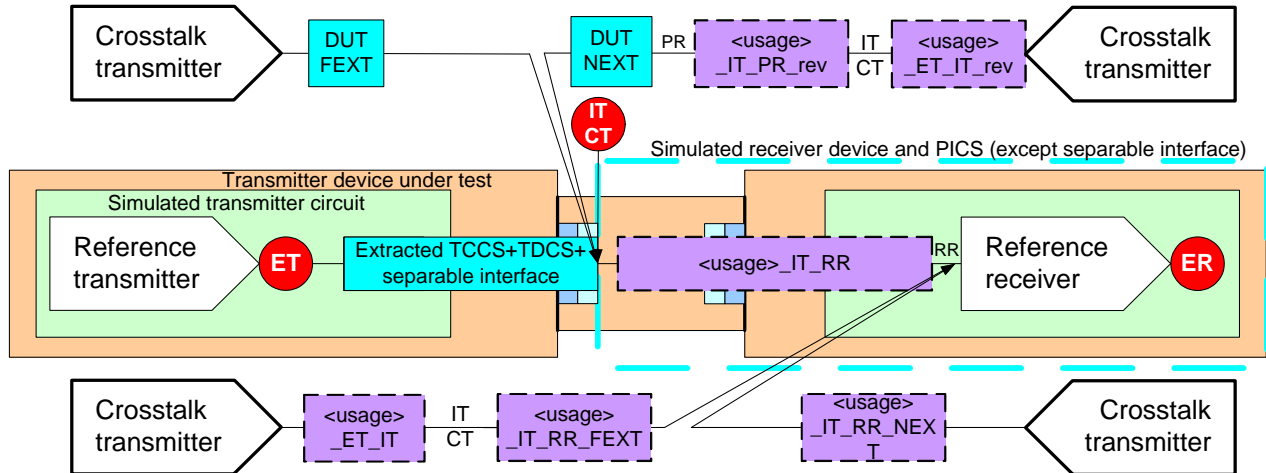 Crosstalk
transmitter
DUT
FEXT
DUT
NEXT
PR
<usage>
_IT_PR_rev
IT
CT
<usage>
_ET_IT_rev
Crosstalk
transmitter
IT
CT
Simulated receiver device and PICS (except separable interface)
Transmitter device under test
Simulated transmitter circuit
Reference
transmitter
ET
Extracted TCCS+TDCS+
separable interface
<usage>_IT_RR
RR
Reference
receiver
ER
Crosstalk
transmitter
<usage>
_ET_IT
IT
CT
<usage>
_IT_RR_FEXT
<usage>
_IT_RR_NEX
T
Crosstalk
transmitter